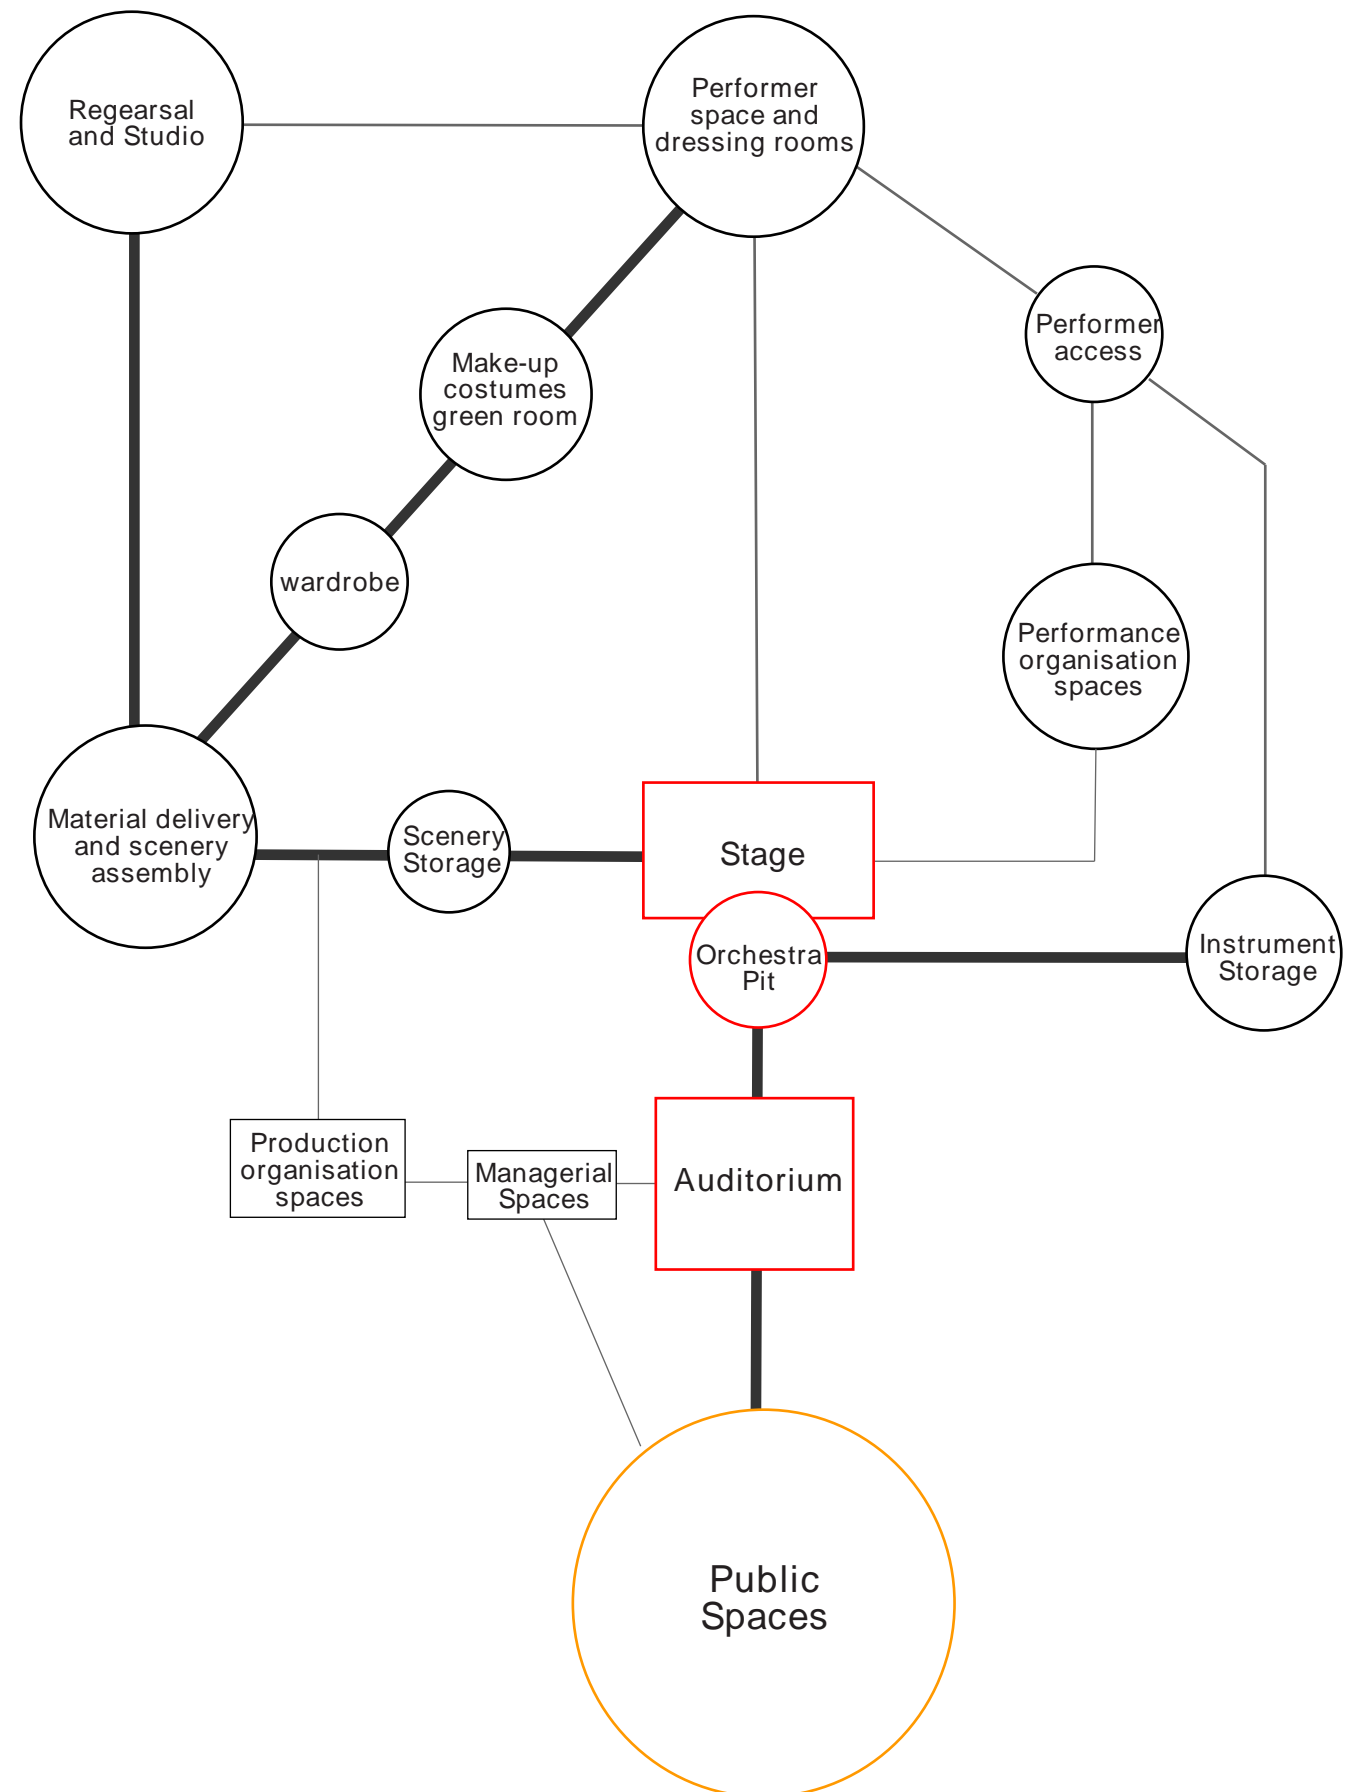 Regearsal
and Studio
Performer
space and
dressing rooms
Performer
access
Make-up
costumes
green room
wardrobe
Performance
organisation
spaces
Material delivery
and scenery
assembly
Scenery
Storage
Stage
Orchestra
Pit
Instrument
Storage
Production
organisation
spaces
Managerial
Spaces
Auditorium
Public
Spaces